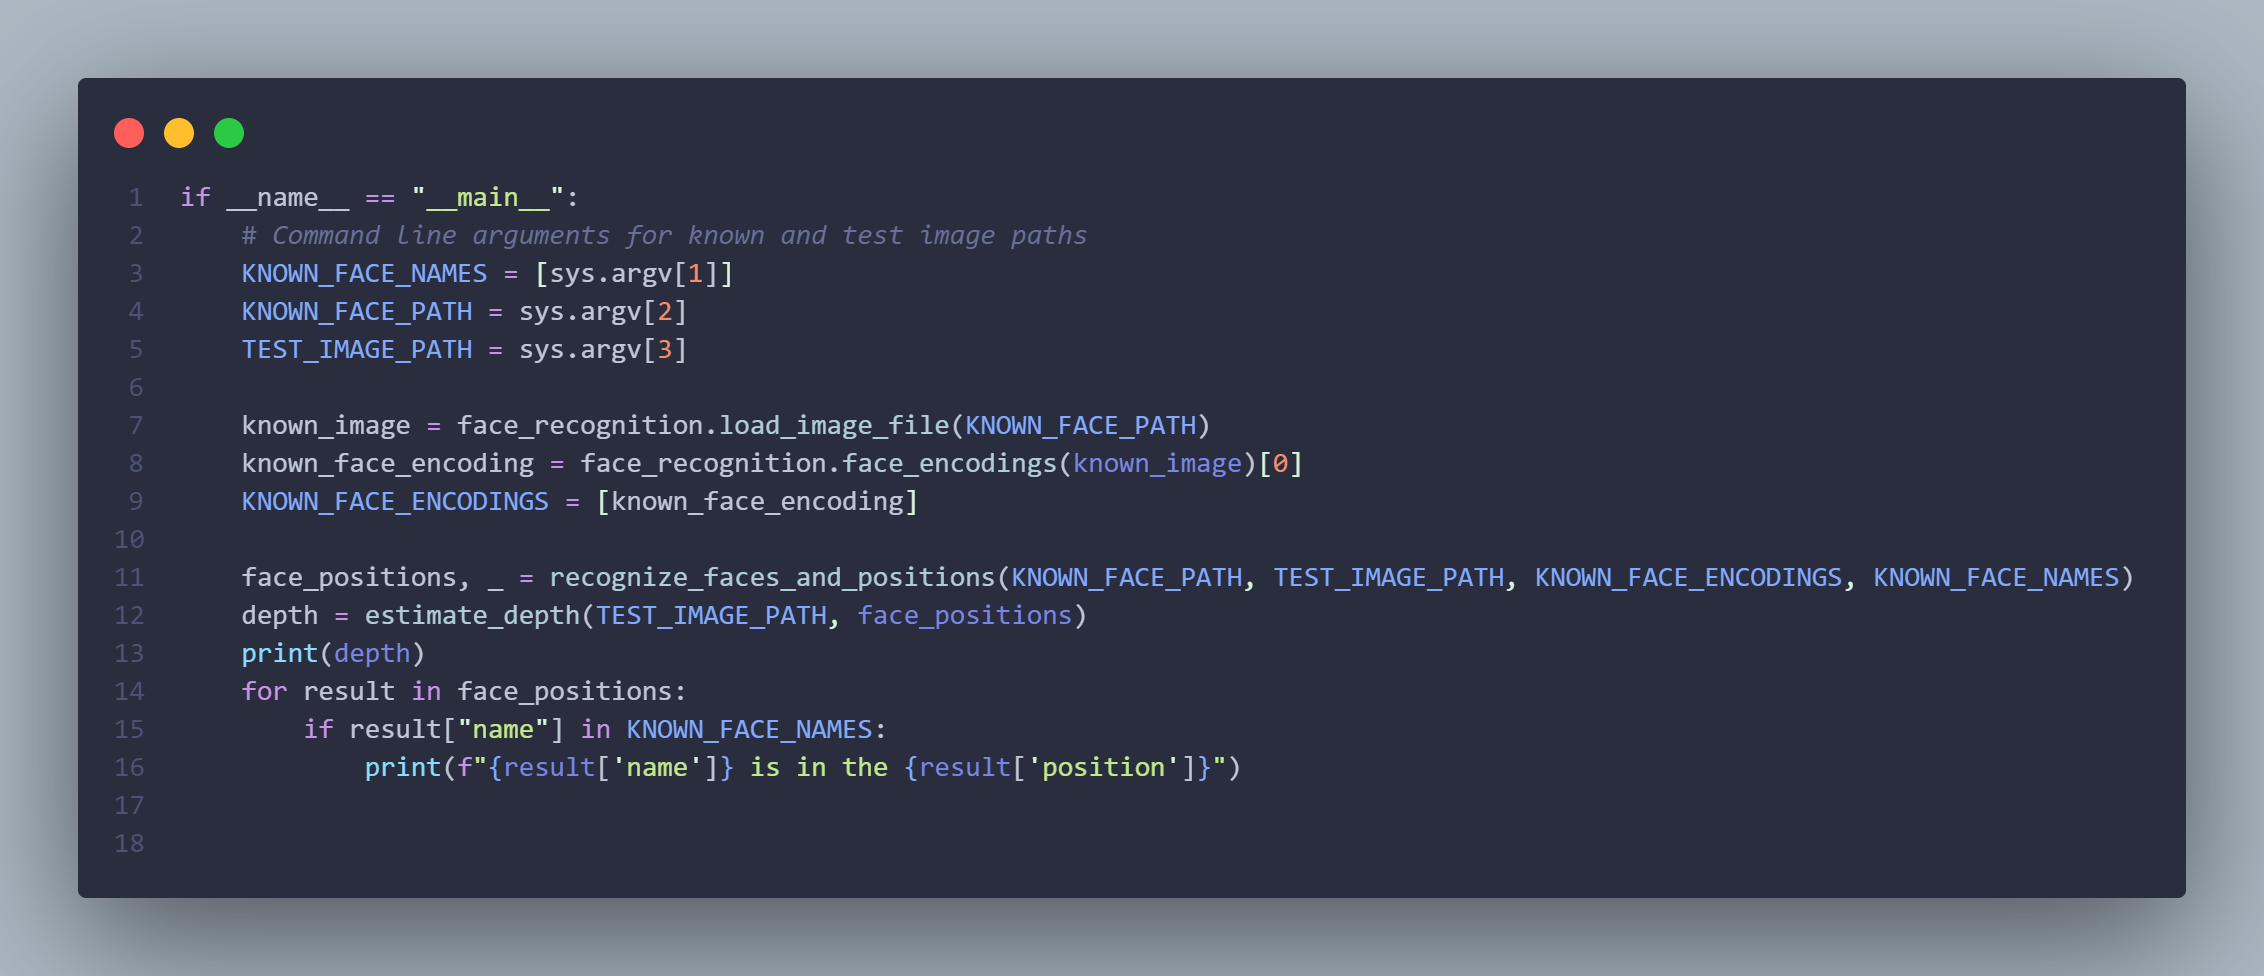 1 if __name__ == "__main__":
2     # Command line arguments for known and test image paths
3     KNOWN_FACE_NAMES = [sys.argv[1]]
4     KNOWN_FACE_PATH = sys.argv[2]
5     TEST_IMAGE_PATH = sys.argv[3]
6
7     known_image = face_recognition.load_image_file(KNOWN_FACE_PATH)
8     known_face_encoding = face_recognition.face_encodings(known_image)[0]
9     KNOWN_FACE_ENCODINGS = [known_face_encoding]
10
11     face_positions, _ = recognize_faces_and_positions(KNOWN_FACE_PATH, TEST_IMAGE_PATH, KNOWN_FACE_ENCODINGS, KNOWN_FACE_NAMES)
12     depth = estimate_depth(TEST_IMAGE_PATH, face_positions)
13     print(depth)
14     for result in face_positions:
15         if result["name"] in KNOWN_FACE_NAMES:
16             print(f"{result['name']} is in the {result['position']}")
17
18